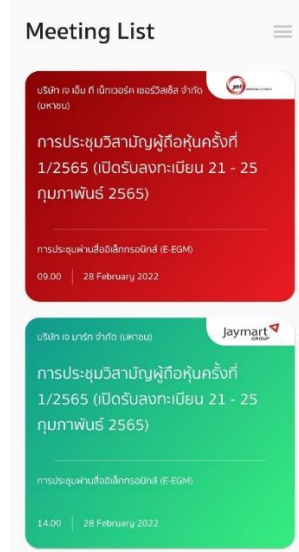 Meeting List
บริษัท เจ เอ็ม ที เน็ทเวอร์ค เซอร์วิสเซ็ส จำกัด
(มหาชน)
การประชุมวิสามัญผู้ถือหุ้นครั้งที่
1/2565 (เปิดรับลงทะเบียน 21 - 25
กุมภาพันธ์ 2565)
การประชุมผ่านสื่ออิเล็กทรอนิกส์ (E-EGM)
09.00 | 28 February 2022
บริษัท เจ มาร์ท จำกัด (มหาชน)
Jaymart
GROUP
การประชุมวิสามัญผู้ถือหุ้นครั้งที่
1/2565 (เปิดรับลงทะเบียน 21 - 25
กุมภาพันธ์ 2565)
การประชุมผ่านสื่ออิเล็กทรอนิกส์ (E-EGM)
14.00 | 28 February 2022